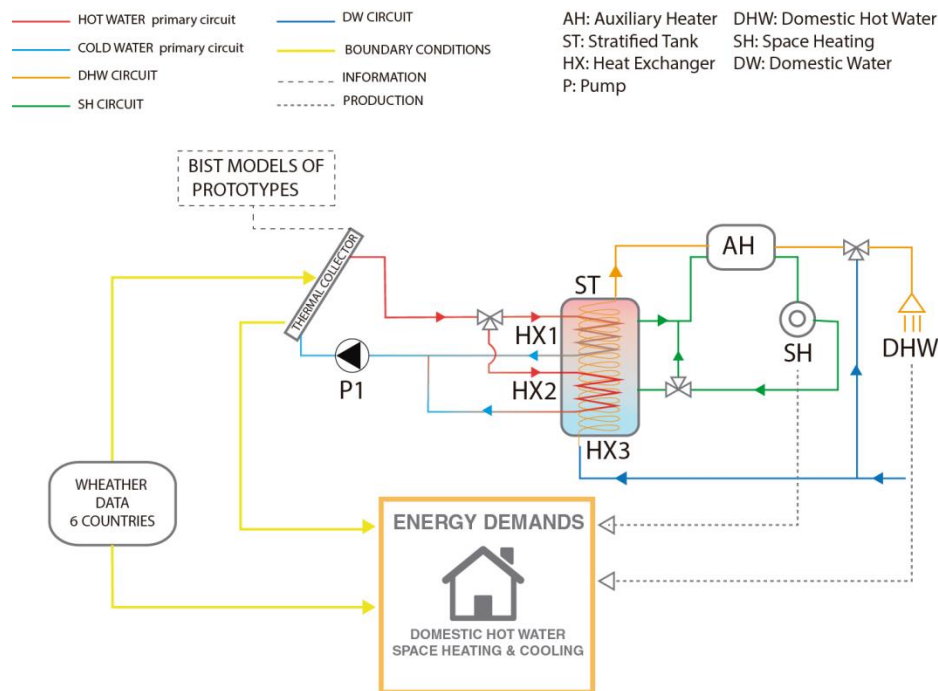 HOT WATER primary circuit
COLD WATER primary circuit
DHW CIRCUIT
SH CIRCUIT
DW CIRCUIT
BOUNDARY CONDITIONS
INFORMATION
PRODUCTION
AH: Auxiliary Heater
ST: Stratified Tank
HX: Heat Exchanger
P: Pump
DHW: Domestic Hot Water
SH: Space Heating
DW: Domestic Water
BIST MODELS OF
PROTOTYPES
THERMAL COLLECTOR
AH
ST
HX1
P1
HX2
SH
DHW
HX3
WHEATHER
DATA
6 COUNTRIES
ENERGY DEMANDS
DOMESTIC HOT WATER
SPACE HEATING & COOLING